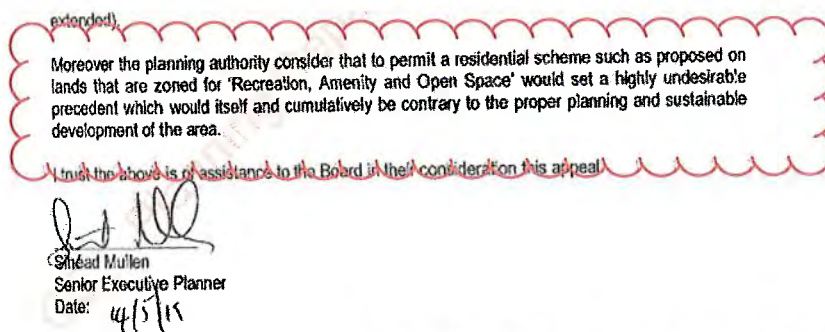 extended).
Moreover the planning authority consider that to permit a residential scheme such as proposed on
lands that are zoned for 'Recreation, Amenity and Open Space' would set a highly undesirable
precedent which would itself and cumulatively be contrary to the proper planning and sustainable
development of the area.
I trust the above is of assistance to the Board in their consideration this appeal
Sinéad Mullen
Senior Executive Planner
Date: 14/5/15